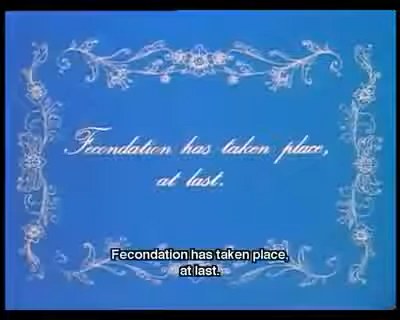 Fecondation has taken place,
at last.
Fecondation has taken place,
at last.